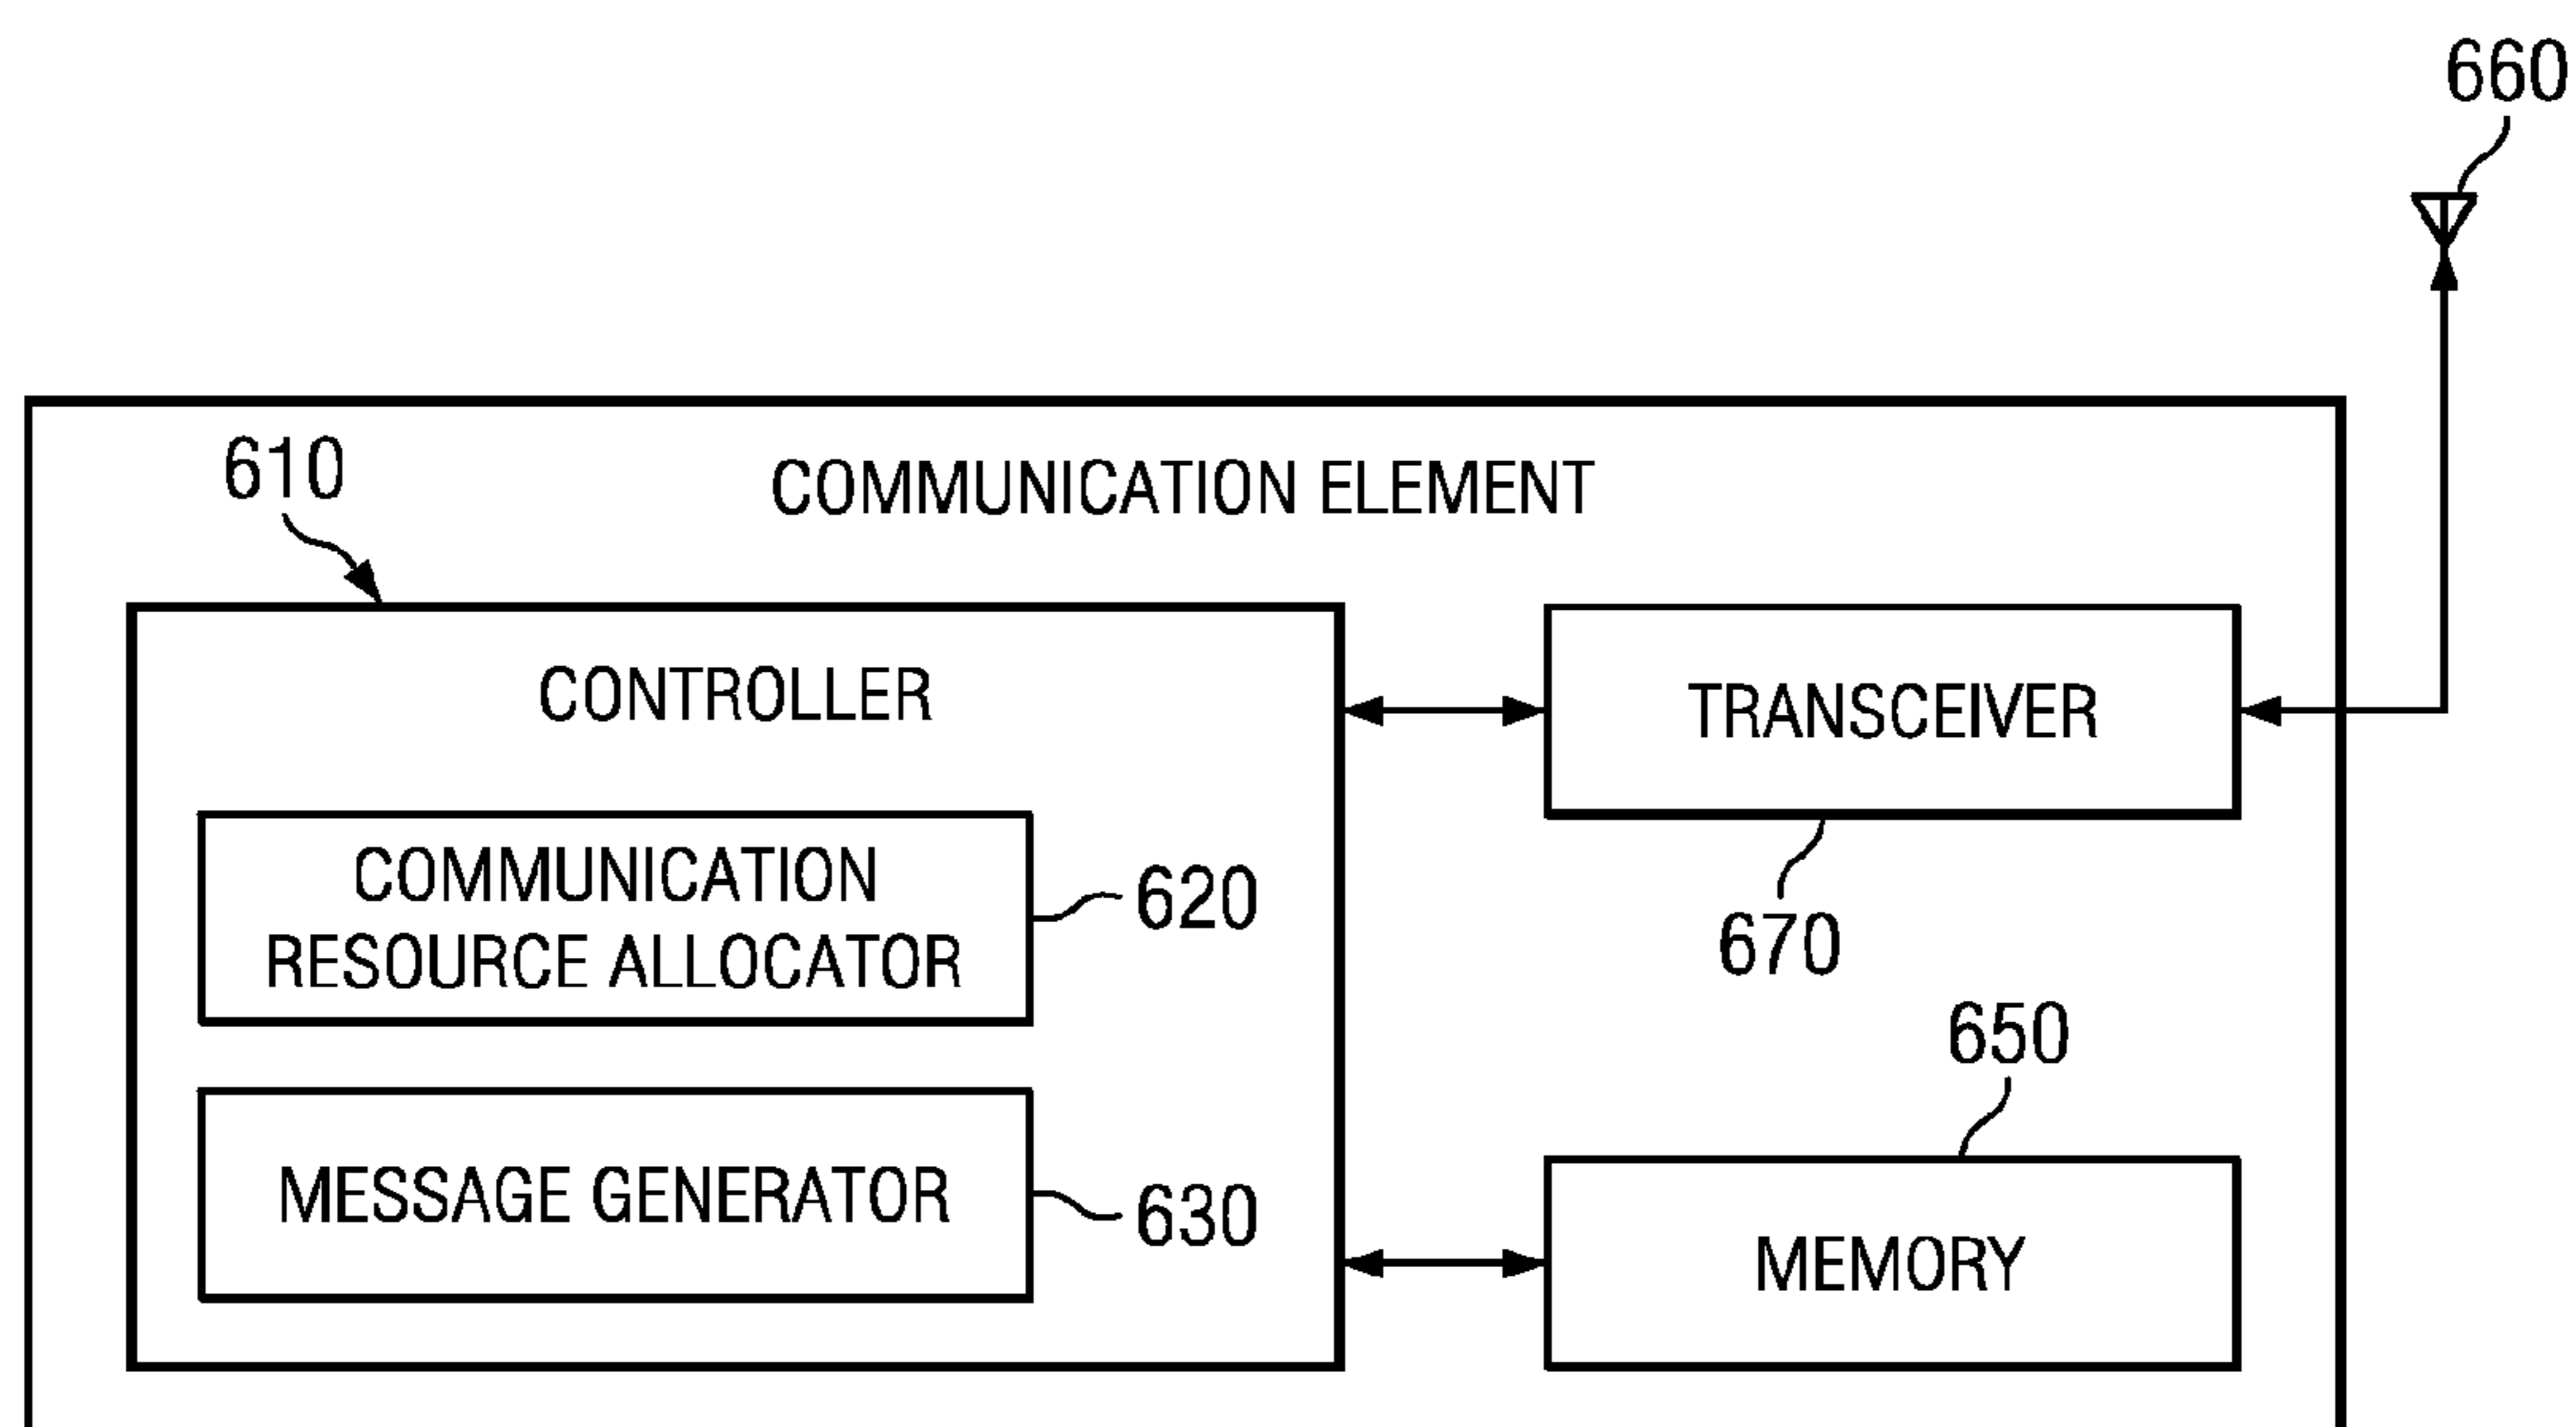 660
COMMUNICATION ELEMENT
610
CONTROLLER
TRANSCEIVER
670
COMMUNICATION
RESOURCE ALLOCATOR
620
MESSAGE GENERATOR
630
650
MEMORY